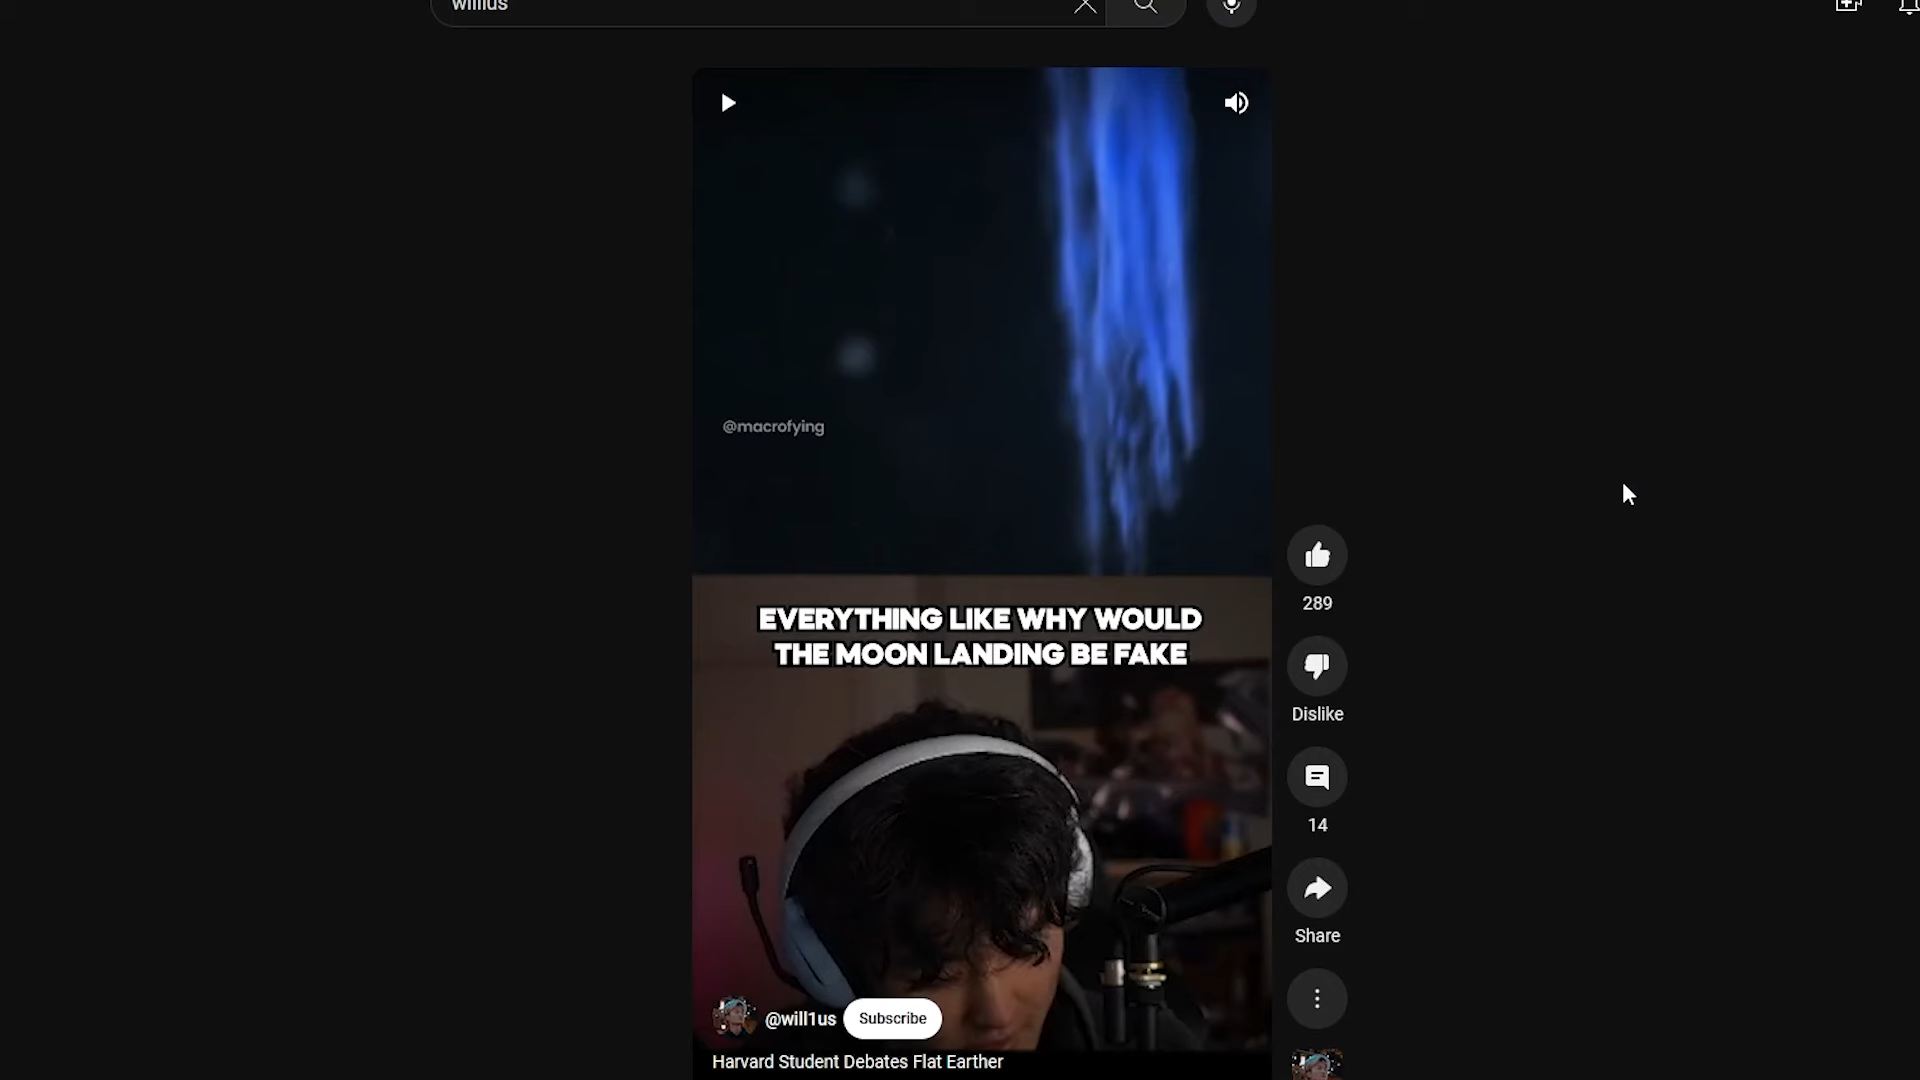 willius
@macrofying
EVERYTHING LIKE WHY WOULD
THE MOON LANDING BE FAKE
289
Dislike
14
Share
@will1us
Subscribe
Harvard Student Debates Flat Earther